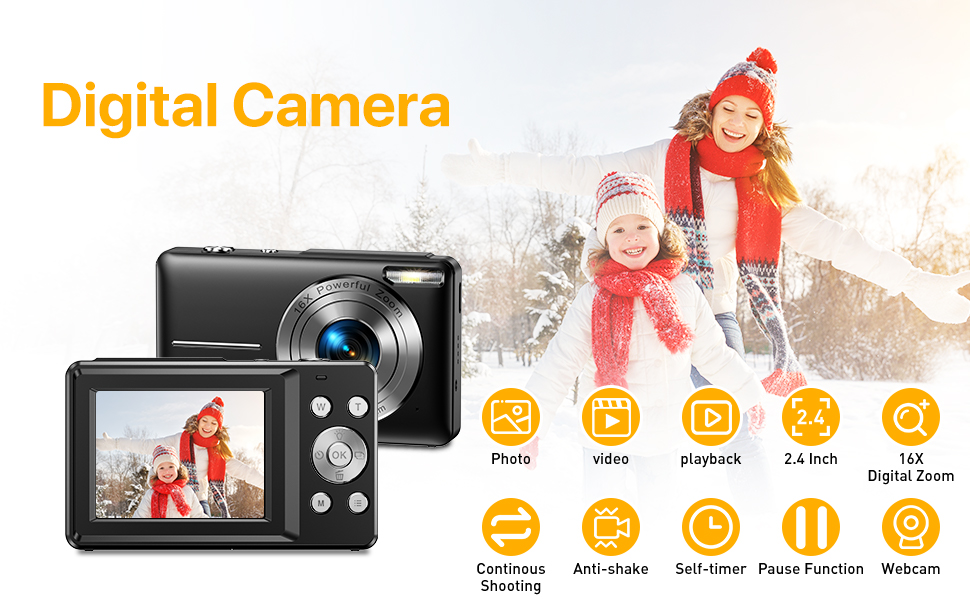 Digital Camera
16X Powerful Zoom
W
T
OK
M
2.4
Photo
video
playback
2.4 Inch
16X
Digital Zoom
Continous
Shooting
Anti-shake
Self-timer
Pause Function
Webcam